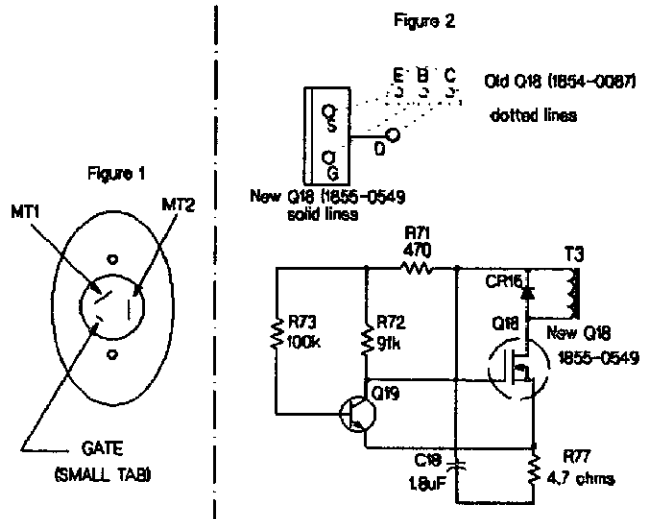 Figure 1
MT1
MT2
GATE
(SMALL TAB)
Figure 2
E B C
Old Q18 (1854-0087)
dotted lines
S
D
G
New Q18 (1855-0549
solid lines
R71
470
T3
CR16
R73
100k
R72
91k
Q18
New Q18
1855-0549
Q19
C18
1.8uF
R77
4.7 ohms